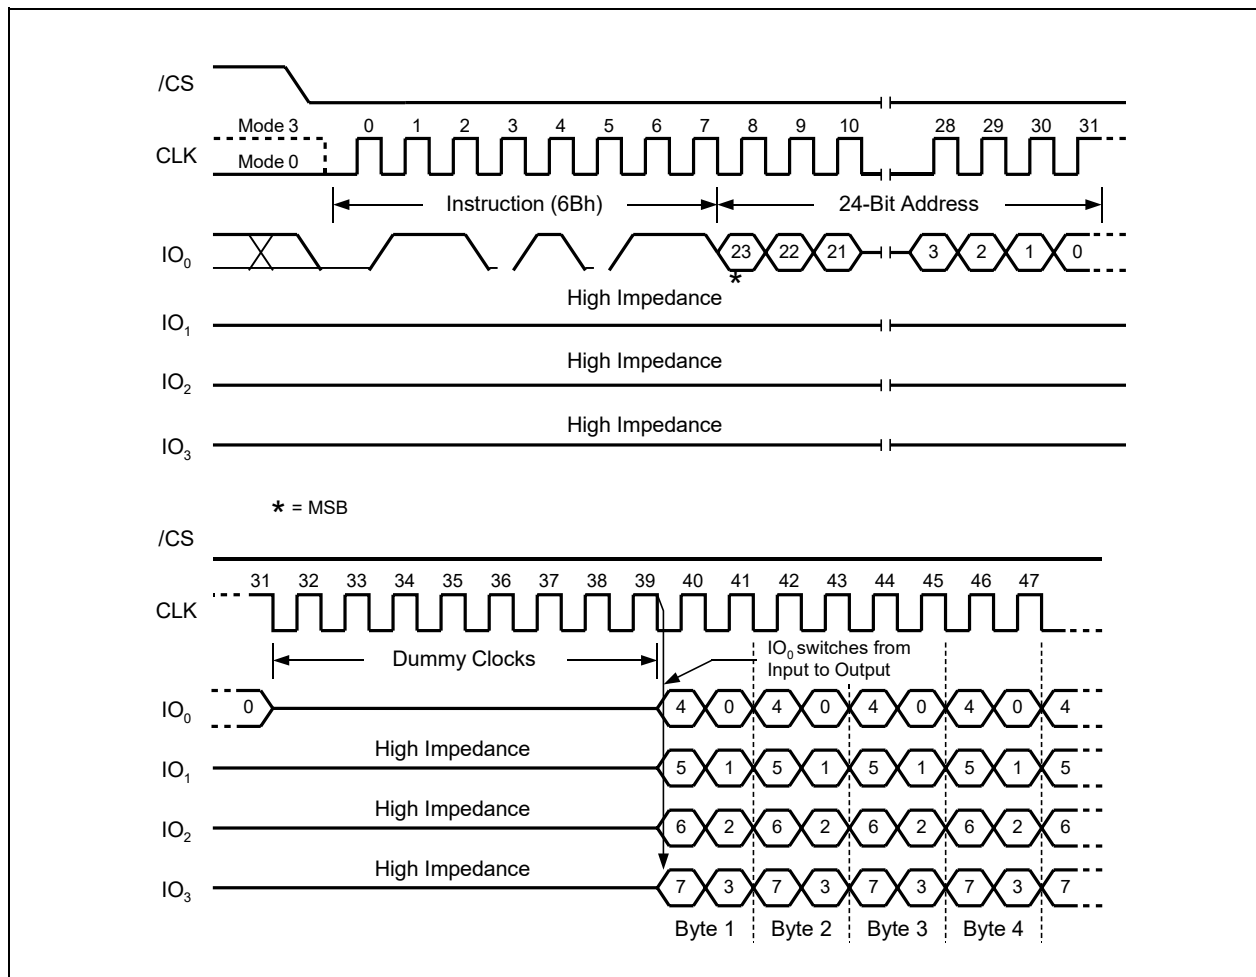 /CS
Mode 3 0 1 2 3 4 5 6 7 8 9 10 28 29 30 31
CLK
Mode 0
Instruction (6Bh) 24-Bit Address
IO0 23 22 21 3 2 1 0
*
High Impedance
IO1
High Impedance
IO2
High Impedance
IO3
* = MSB
/CS
31 32 33 34 35 36 37 38 39 40 41 42 43 44 45 46 47
CLK
Dummy Clocks
IO0 switches from
Input to Output
IO0 0 4 0 4 0 4 0 4 0 4
High Impedance
IO1 5 1 5 1 5 1 5 1 5
High Impedance
IO2 6 2 6 2 6 2 6 2 6
High Impedance
IO3 7 3 7 3 7 3 7 3 7
Byte 1 Byte 2 Byte 3 Byte 4